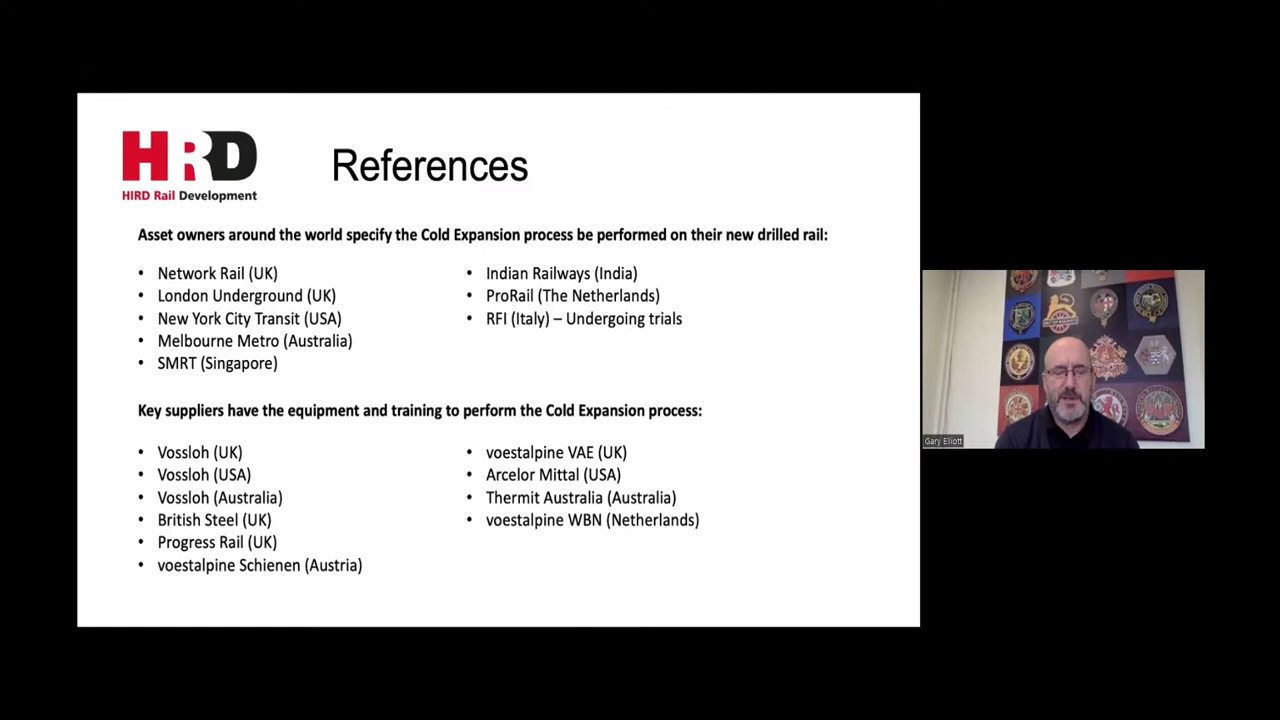 HRD
HIRD Rail Development
References
Asset owners around the world specify the Cold Expansion process be performed on their new drilled rail:
• Network Rail (UK)
• London Underground (UK)
• New York City Transit (USA)
• Melbourne Metro (Australia)
• SMRT (Singapore)
• Indian Railways (India)
• ProRail (The Netherlands)
• RFI (Italy) – Undergoing trials
Key suppliers have the equipment and training to perform the Cold Expansion process:
• Vossloh (UK)
• Vossloh (USA)
• Vossloh (Australia)
• British Steel (UK)
• Progress Rail (UK)
• voestalpine Schienen (Austria)
• voestalpine VAE (UK)
• Arcelor Mittal (USA)
• Thermit Australia (Australia)
• voestalpine WBN (Netherlands)
Gary Elliott